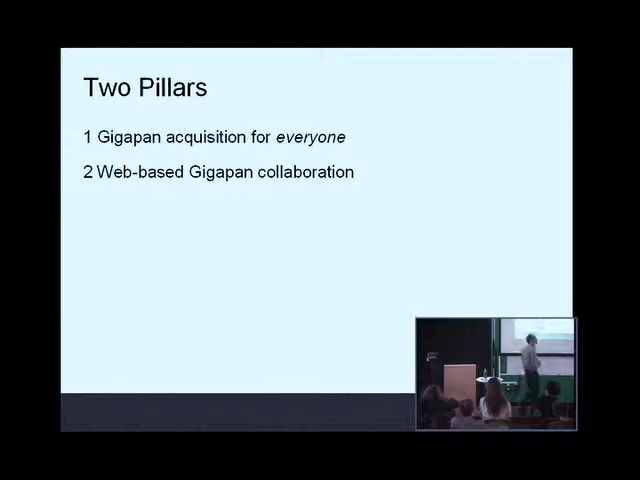 Two Pillars
1 Gigapan acquisition for everyone
2 Web-based Gigapan collaboration